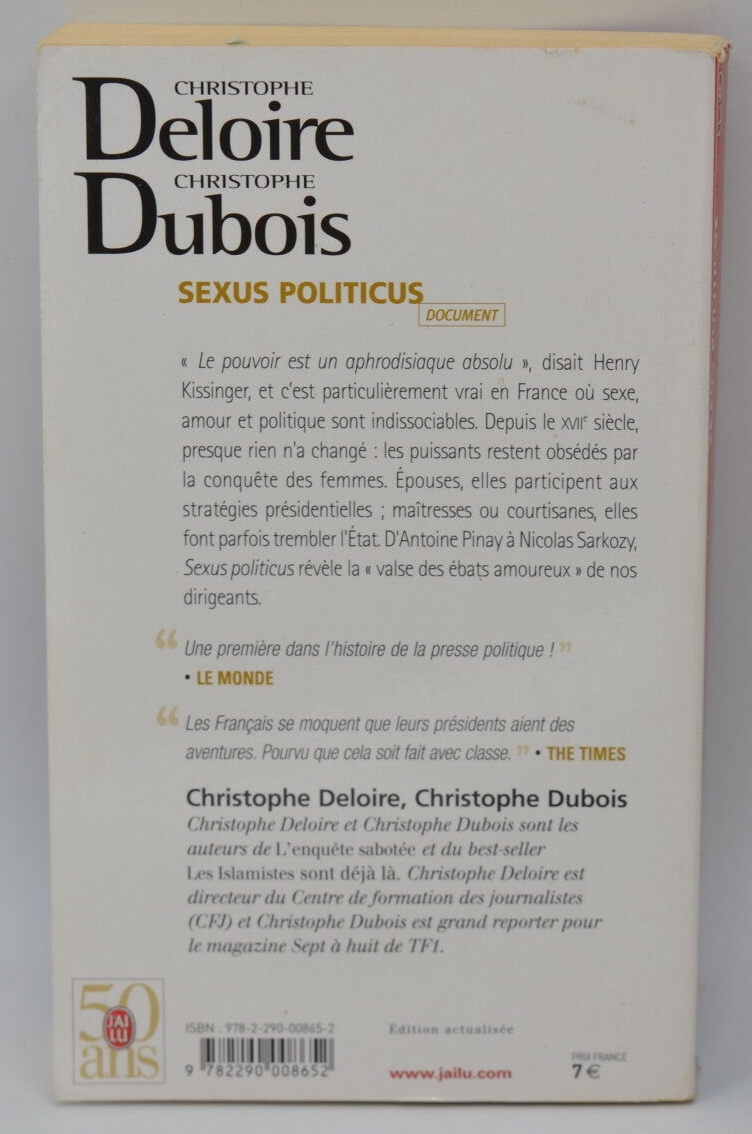 CHRISTOPHE
Deloire
CHRISTOPHE
Dubois
SEXUS POLITICUS
DOCUMENT
« Le pouvoir est un aphrodisiaque absolu », disait Henry
Kissinger, et c'est particulièrement vrai en France où sexe,
amour et politique sont indissociables. Depuis le XVIIe siècle,
presque rien n'a changé : les puissants restent obsédés par
la conquête des femmes. Épouses, elles participent aux
stratégies présidentielles ; maîtresses ou courtisanes, elles
font parfois trembler l'État. D'Antoine Pinay à Nicolas Sarkozy,
Sexus politicus révèle la « valse des ébats amoureux » de nos
dirigeants.
“ Une première dans l'histoire de la presse politique ! ”
• LE MONDE
“ Les Français se moquent que leurs présidents aient des
aventures. Pourvu que cela soit fait avec classe. ” • THE TIMES
Christophe Deloire, Christophe Dubois
Christophe Deloire et Christophe Dubois sont les
auteurs de L'enquête sabotée et du best-seller
Les Islamistes sont déjà là. Christophe Deloire est
directeur du Centre de formation des journalistes
(CFJ) et Christophe Dubois est grand reporter pour
le magazine Sept à huit de TF1.
50
J'AI
LU
ans
ISBN : 978-2-290-00865-2
9 782290 008652
Édition actualisée
www.jailu.com
PRIX FRANCE
7 €